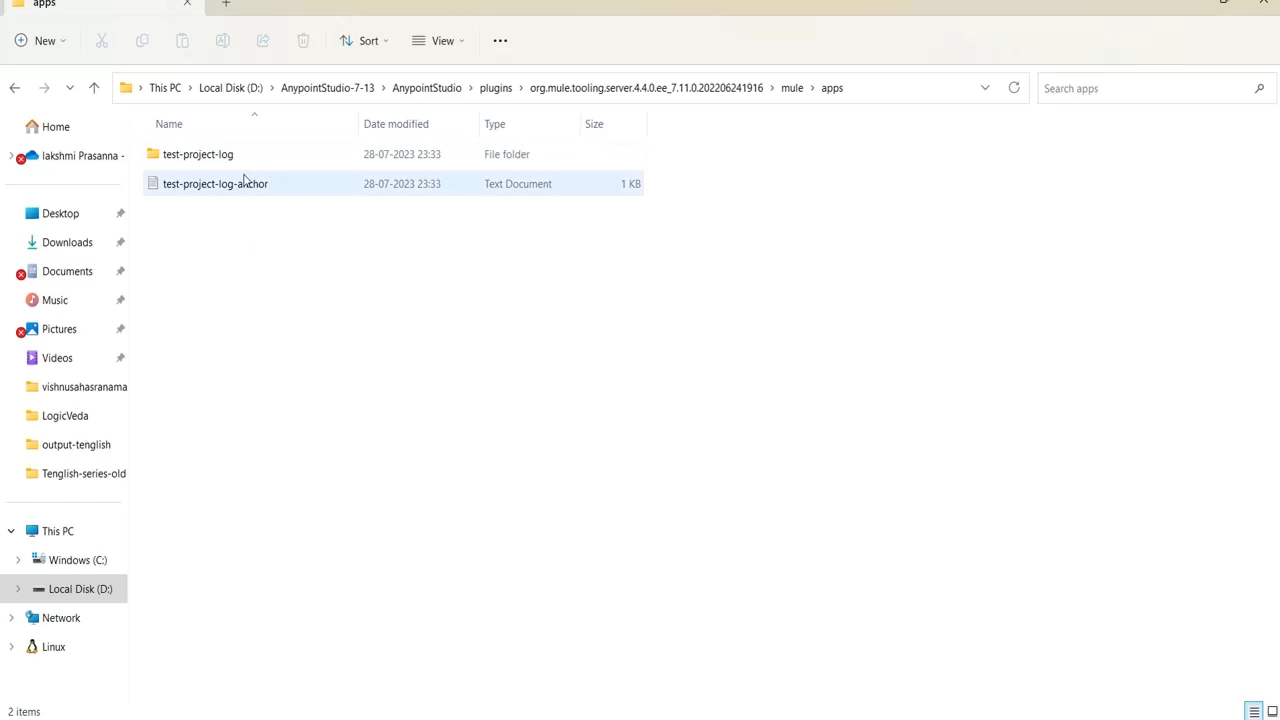 apps
New
Sort
View
This PC
Local Disk (D:)
AnypointStudio-7-13
AnypointStudio
plugins
org.mule.tooling.server.4.4.0.ee_7.11.0.202206241916
mule
apps
Search apps
Name
Date modified
Type
Size
test-project-log
28-07-2023 23:33
File folder
test-project-log-anchor
28-07-2023 23:33
Text Document
1 KB
Home
lakshmi Prasanna -
Desktop
Downloads
Documents
Music
Pictures
Videos
vishnusahasranama
LogicVeda
output-tenglish
Tenglish-series-old
This PC
Windows (C:)
Local Disk (D:)
Network
Linux
2 items